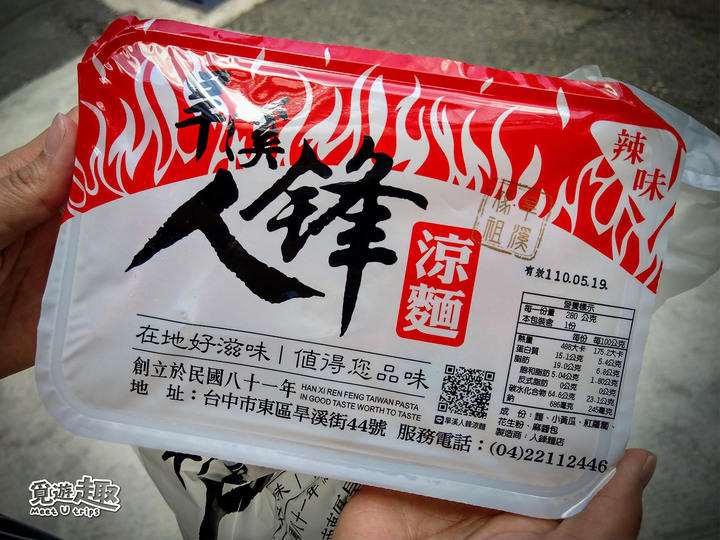 旱溪
人鋒
涼麵
辣味
旱溪
楊祖
有效110.05.19.
在地好滋味|值得您品味
創立於民國八十一年
HAN XI REN FENG TAIWAN PASTA
IN GOOD TASTE WORTH TO TASTE
地 址:台中市東區旱溪街44號 服務電話:(04)22112446
旱溪人鋒涼麵
營養標示
每一份量 280 公克
本包裝含 1份
每份 每100公克
熱量 488大卡 175.2大卡
蛋白質 15.1公克 5.4公克
脂肪 19.0公克 6.8公克
飽和脂肪 5.04公克 1.80公克
反式脂肪 0公克 0公克
碳水化合物 64.6公克 23.1公克
鈉 686毫克 245毫克
成 份:麵、小黃瓜、紅蘿蔔、
花生粉、麻醬包
製造商:人鋒麵店
覓遊趣
Meet U trips